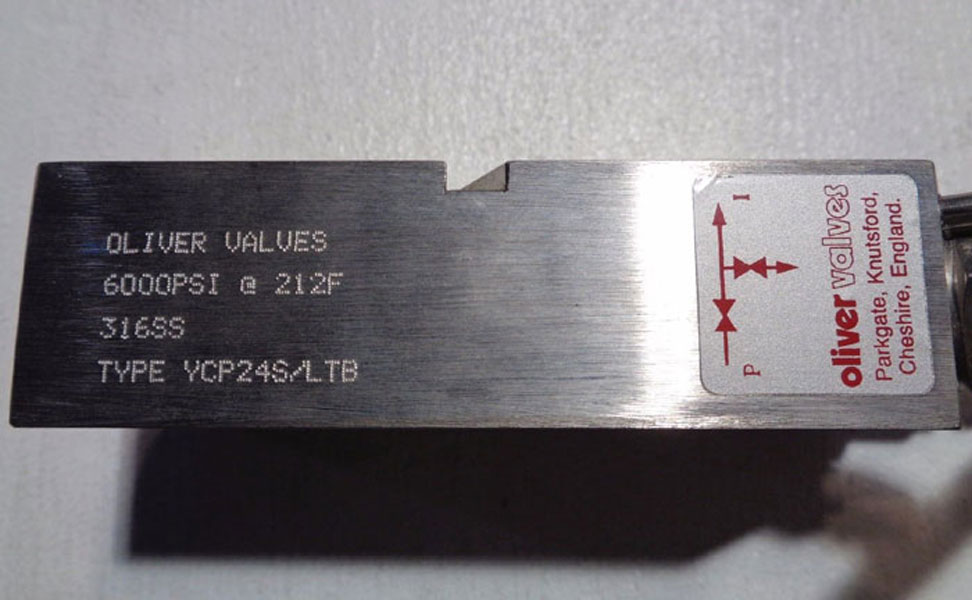 OLIVER VALVES
6000PSI @ 212F
316SS
TYPE YCP24S/LTB
I
P
oliver valves
Parkgate, Knutsford,
Cheshire, England.